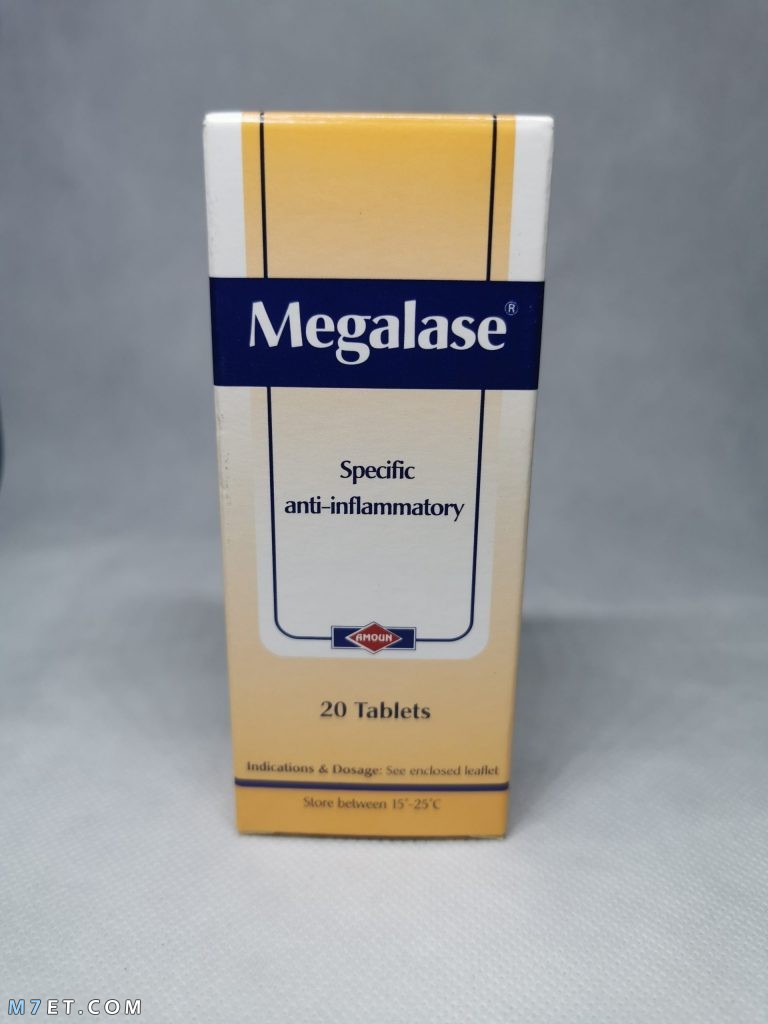 Megalase®
Specific
anti-inflammatory
AMOUN
20 Tablets
Indications & Dosage: See enclosed leaflet
Store between 15°-25°C
M7ET.COM